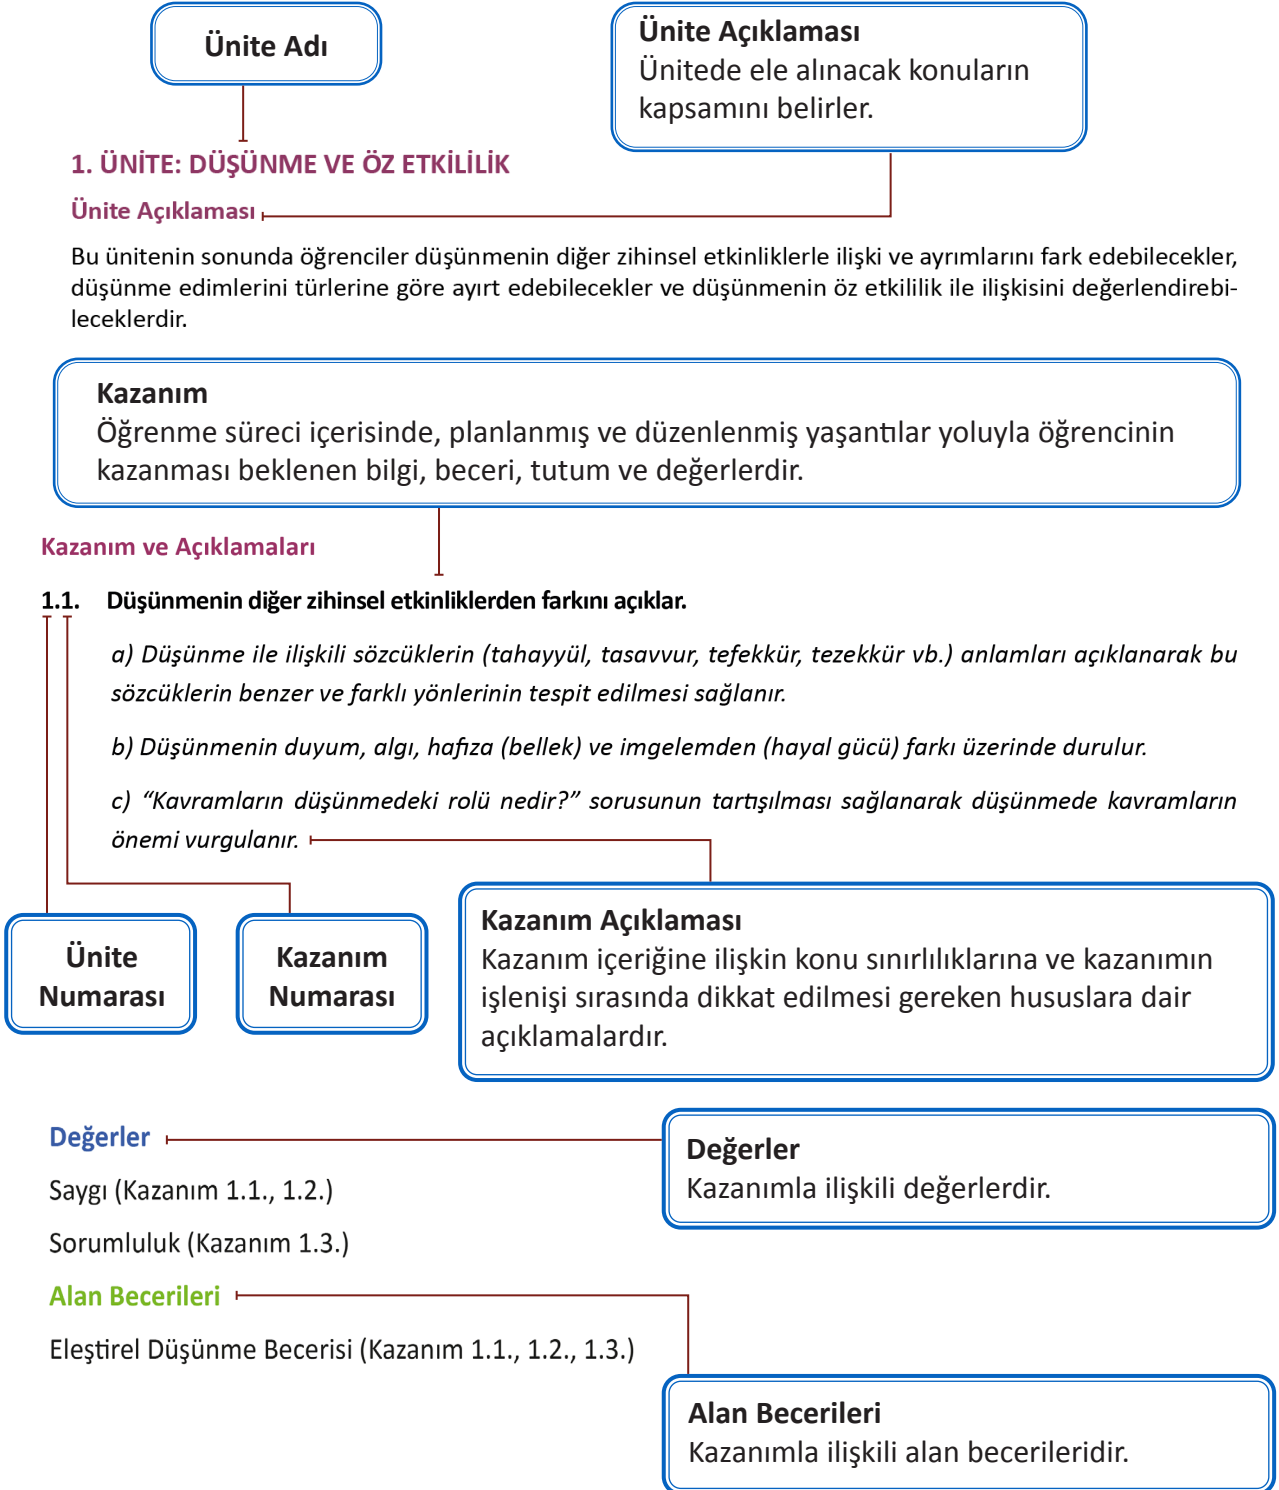 Ünite Adı
Ünite Açıklaması
Ünitede ele alınacak konuların
kapsamını belirler.
1. ÜNİTE: DÜŞÜNME VE ÖZ ETKİLİLİK
Ünite Açıklaması
Bu ünitenin sonunda öğrenciler düşünmenin diğer zihinsel etkinliklerle ilişki ve ayrımlarını fark edebilecekler,
düşünme edimlerini türlerine göre ayırt edebilecekler ve düşünmenin öz etkililik ile ilişkisini değerlendirebi-
leceklerdir.
Kazanım
Öğrenme süreci içerisinde, planlanmış ve düzenlenmiş yaşantılar yoluyla öğrencinin
kazanması beklenen bilgi, beceri, tutum ve değerlerdir.
Kazanım ve Açıklamaları
1.1. Düşünmenin diğer zihinsel etkinliklerden farkını açıklar.
a) Düşünme ile ilişkili sözcüklerin (tahayyül, tasavvur, tefekkür, tezekkür vb.) anlamları açıklanarak bu
sözcüklerin benzer ve farklı yönlerinin tespit edilmesi sağlanır.
b) Düşünmenin duyum, algı, hafıza (bellek) ve imgelemden (hayal gücü) farkı üzerinde durulur.
c) “Kavramların düşünmedeki rolü nedir?” sorusunun tartışılması sağlanarak düşünmede kavramların
önemi vurgulanır.
Ünite
Numarası
Kazanım
Numarası
Kazanım Açıklaması
Kazanım içeriğine ilişkin konu sınırlılıklarına ve kazanımın
işlenişi sırasında dikkat edilmesi gereken hususlara dair
açıklamalardır.
Değerler
Saygı (Kazanım 1.1., 1.2.)
Sorumluluk (Kazanım 1.3.)
Değerler
Kazanımla ilişkili değerlerdir.
Alan Becerileri
Eleştirel Düşünme Becerisi (Kazanım 1.1., 1.2., 1.3.)
Alan Becerileri
Kazanımla ilişkili alan becerileridir.